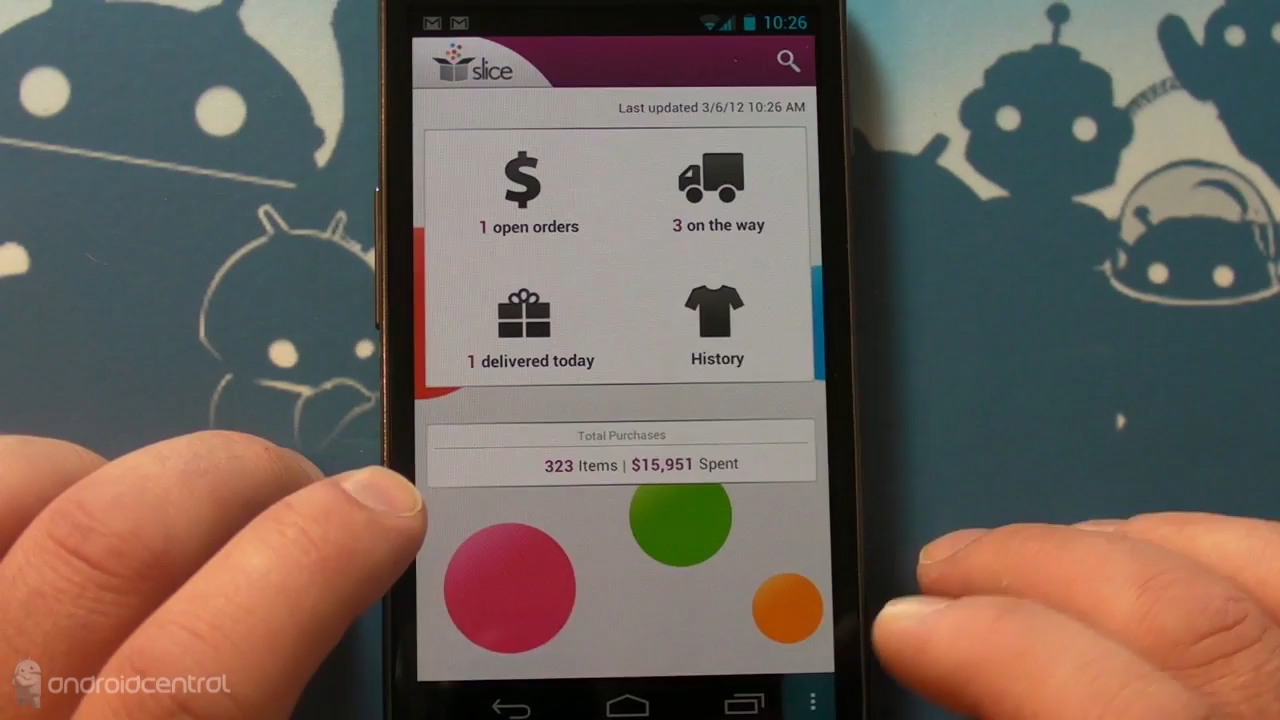 10:26
slice
Last updated 3/6/12 10:26 AM
$
1 open orders
3 on the way
1 delivered today
History
Total Purchases
323 Items | $15,951 Spent
androidcentral